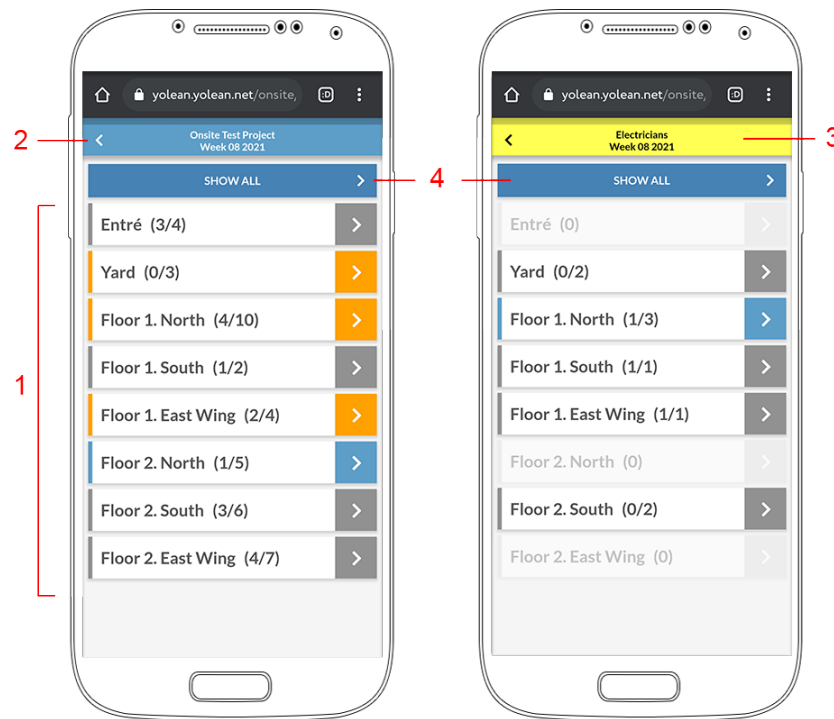 yolean.yolean.net/onsite,
:D
Onsite Test Project
Week 08 2021
SHOW ALL
Entré (3/4)
Yard (0/3)
Floor 1. North (4/10)
Floor 1. South (1/2)
Floor 1. East Wing (2/4)
Floor 2. North (1/5)
Floor 2. South (3/6)
Floor 2. East Wing (4/7)
2
1
4
yolean.yolean.net/onsite,
:D
Electricians
Week 08 2021
SHOW ALL
Entré (0)
Yard (0/2)
Floor 1. North (1/3)
Floor 1. South (1/1)
Floor 1. East Wing (1/1)
Floor 2. North (0)
Floor 2. South (0/2)
Floor 2. East Wing (0)
3